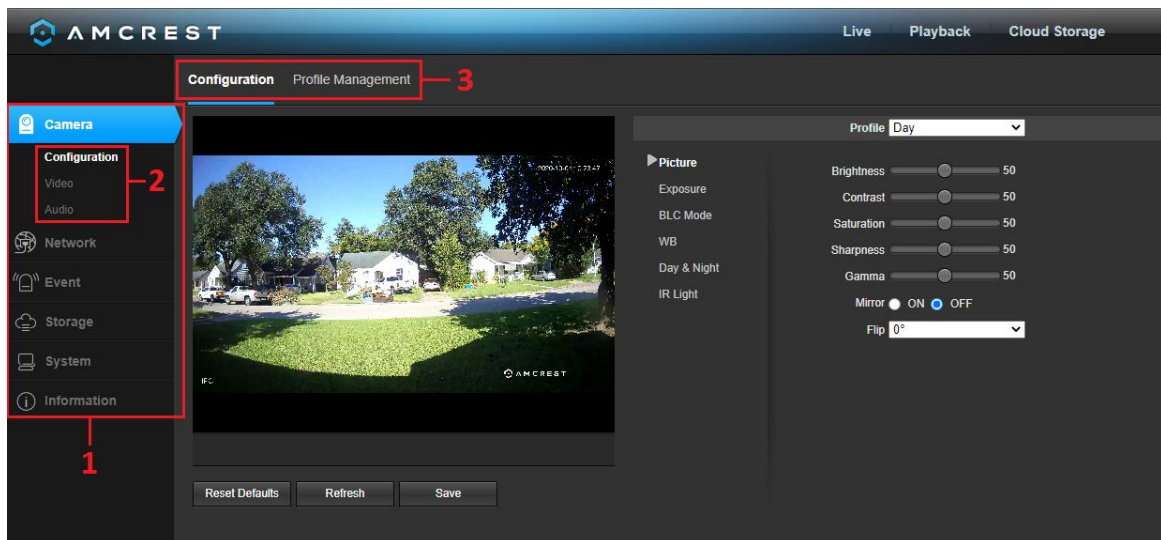 AMCREST
Live Playback Cloud Storage
Configuration Profile Management
3
Camera
Configuration
Video
Audio
2
Network
Event
Storage
System
Information
1
AMCREST
Reset Defaults Refresh Save
Profile Day
Picture
Exposure
BLC Mode
WB
Day & Night
IR Light
Brightness 50
Contrast 50
Saturation 50
Sharpness 50
Gamma 50
Mirror ON OFF
Flip 0°